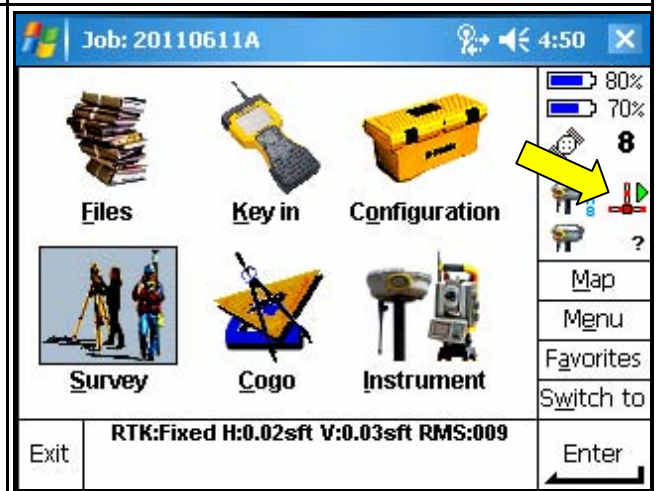 Job: 20110611A 4:50
80%
70%
8
Files Key in Configuration
?
Map
Menu
Favorites
Survey Cogo Instrument
Switch to
RTK:Fixed H:0.02sft V:0.03sft RMS:009
Exit Enter